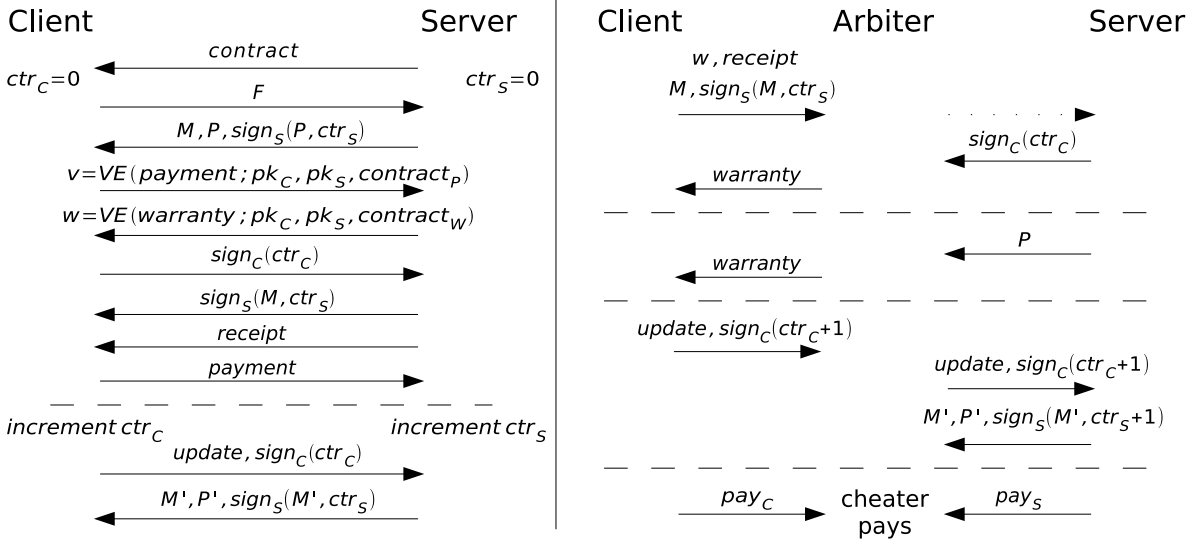 Client Server
contract
ctr_C=0 ctr_S=0
F
M,P,sign_S(P,ctr_S)
v=VE(payment;pk_C,pk_S,contract_P)
w=VE(warranty;pk_C,pk_S,contract_W)
sign_C(ctr_C)
sign_S(M,ctr_S)
receipt
payment
increment ctr_C increment ctr_S
update,sign_C(ctr_C)
M',P',sign_S(M',ctr_S)
Client Arbiter Server
w,receipt
M,sign_S(M,ctr_S)
sign_C(ctr_C)
warranty
P
warranty
update,sign_C(ctr_C+1)
update,sign_C(ctr_C+1)
M',P',sign_S(M',ctr_S+1)
pay_C cheater pay_S
pays